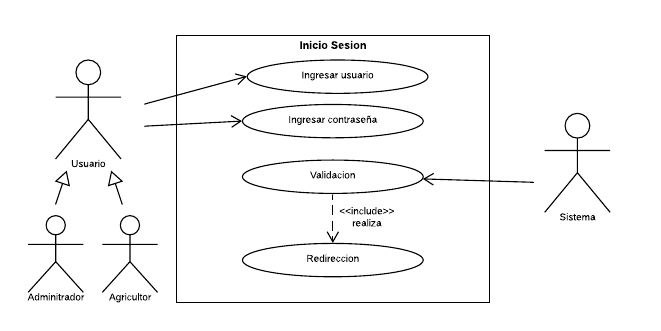 Inicio Sesion
Ingresar usuario
Ingresar contraseña
Usuario
Validacion
<<include>>
realiza
Sistema
Redireccion
Adminitrador
Agricultor